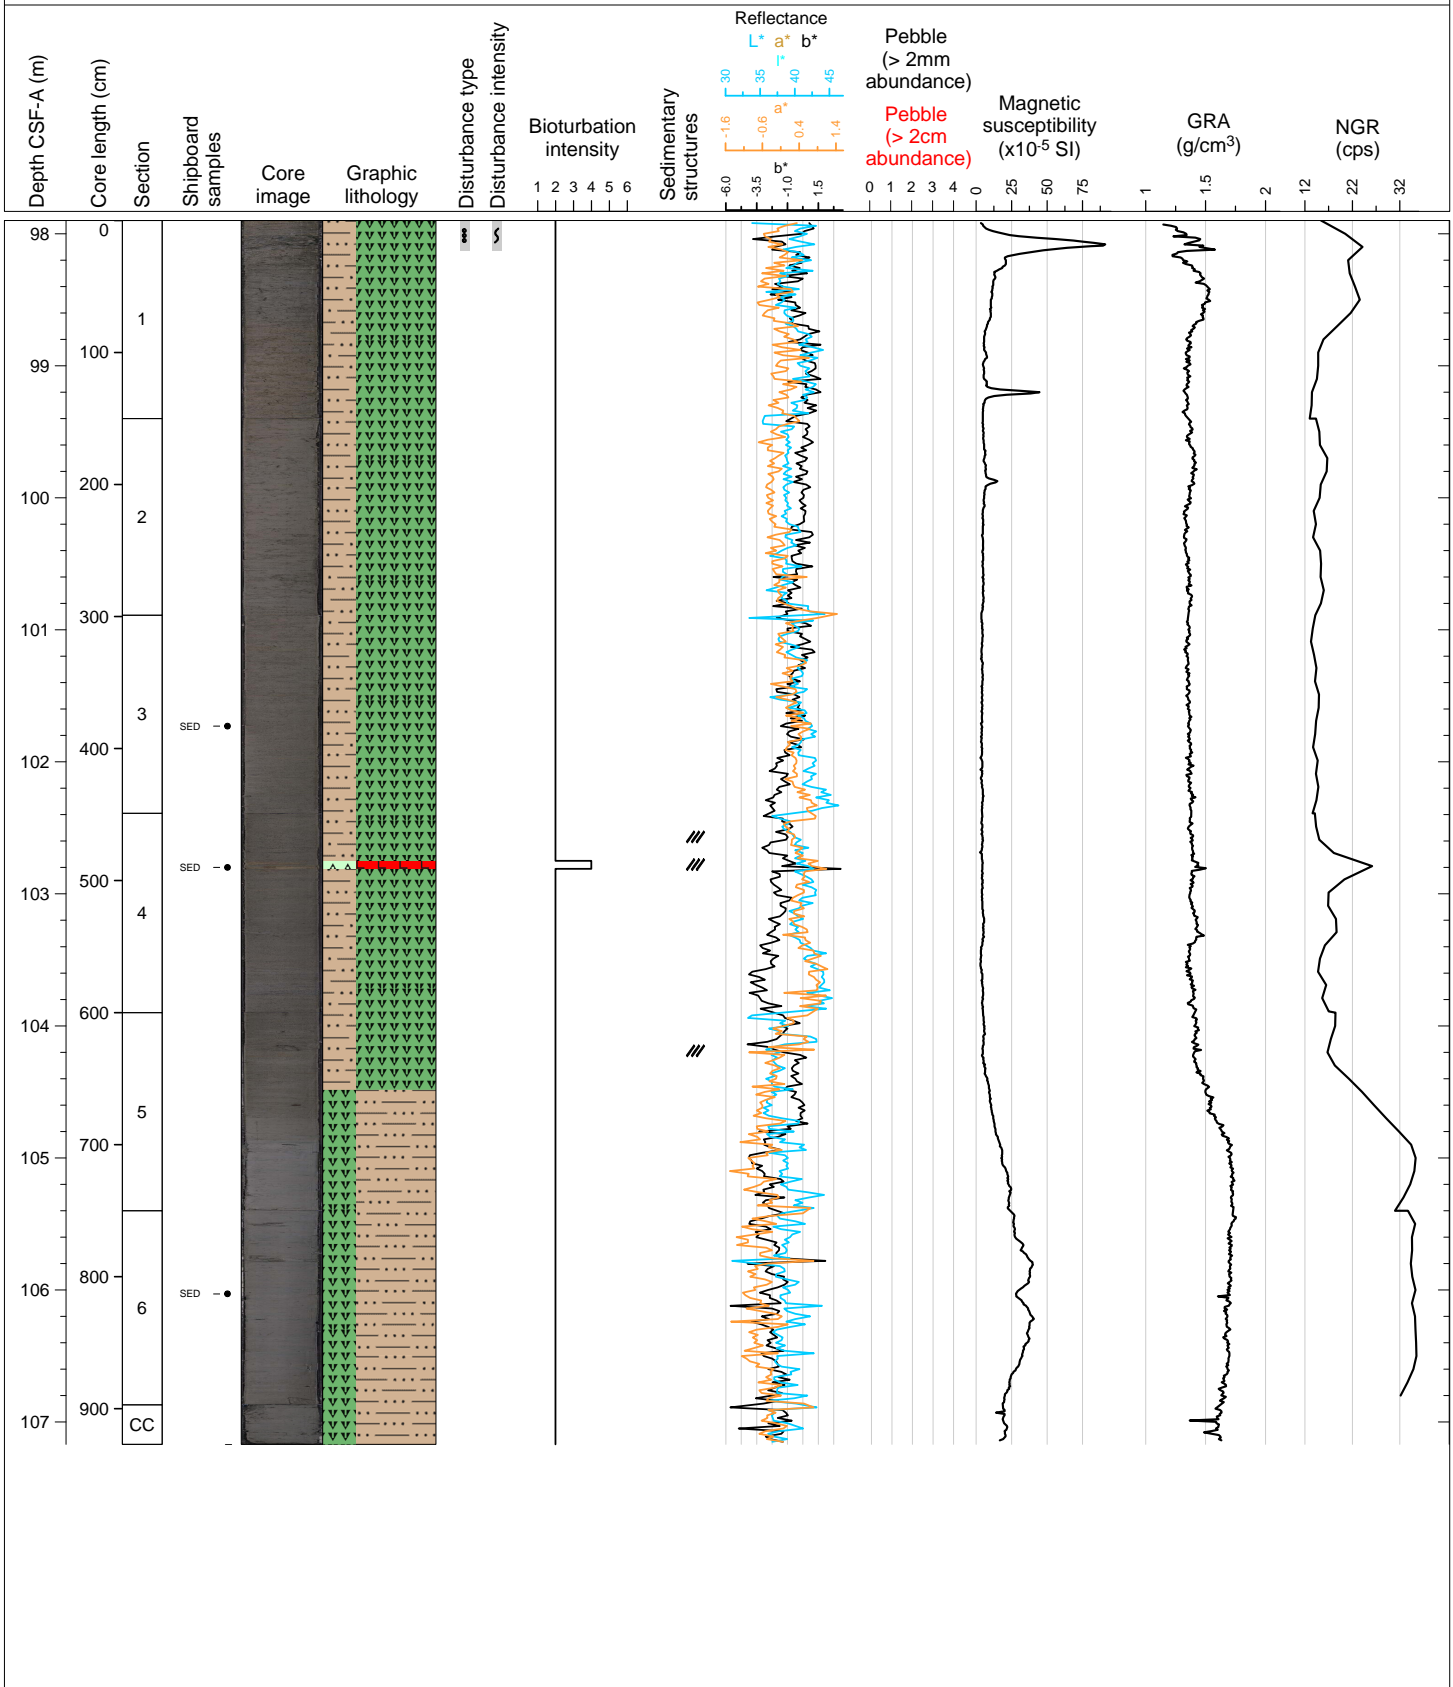 Depth CSF-A (m)
Core length (cm)
Section
Shipboard
samples
Core
image
Graphic
lithology
Disturbance type
Disturbance intensity
Bioturbation
intensity
1 2 3 4 5 6
Sedimentary
structures
Reflectance
L* a* b*
l*
30 35 40 45
a*
-1.6 -0.6 0.4 1.4
b*
-6.0 -3.5 -1.0 1.5
Pebble
(> 2mm
abundance)
Pebble
(> 2cm
abundance)
0 1 2 3 4
Magnetic
susceptibility
(x10-5 SI)
0 25 50 75
GRA
(g/cm3)
1 1.5 2
NGR
(cps)
12 22 32
98
99
100
101
102
103
104
105
106
107
0
100
200
300
400
500
600
700
800
900
1
2
3
4
5
6
CC
SED
SED
SED